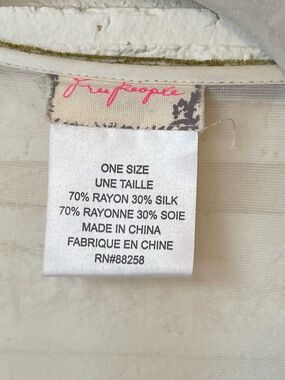 free people
ONE SIZE
UNE TAILLE
70% RAYON 30% SILK
70% RAYONNE 30% SOIE
MADE IN CHINA
FABRIQUE EN CHINE
RN#88258